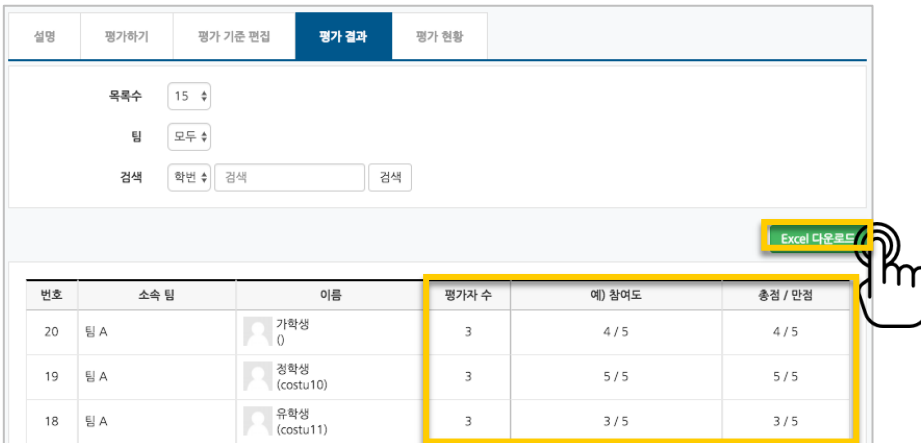 설명 평가하기 평가 기준 편집 평가 결과 평가 현황
목록수 15
팀 모두
검색 학번 검색 검색
Excel 다운로드
번호 소속 팀 이름 평가자 수 예) 참여도 총점 / 만점
20 팀 A 가학생 3 4 / 5 4 / 5
()
19 팀 A 정학생 3 5 / 5 5 / 5
(costu10)
18 팀 A 유학생 3 3 / 5 3 / 5
(costu11)